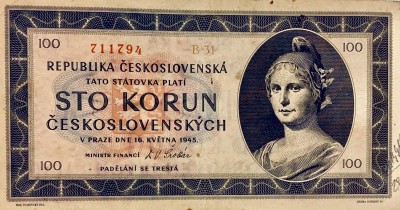 100 711794 B-31 100
REPUBLIKA ČESKOSLOVENSKÁ
TATO STÁTOVKA PLATÍ
STO KORUN
ČESKOSLOVENSKÝCH
V PRAZE DNE 16. KVĚTNA 1945.
MINISTR FINANCÍ
100 PADĚLÁNÍ SE TRESTÁ 100